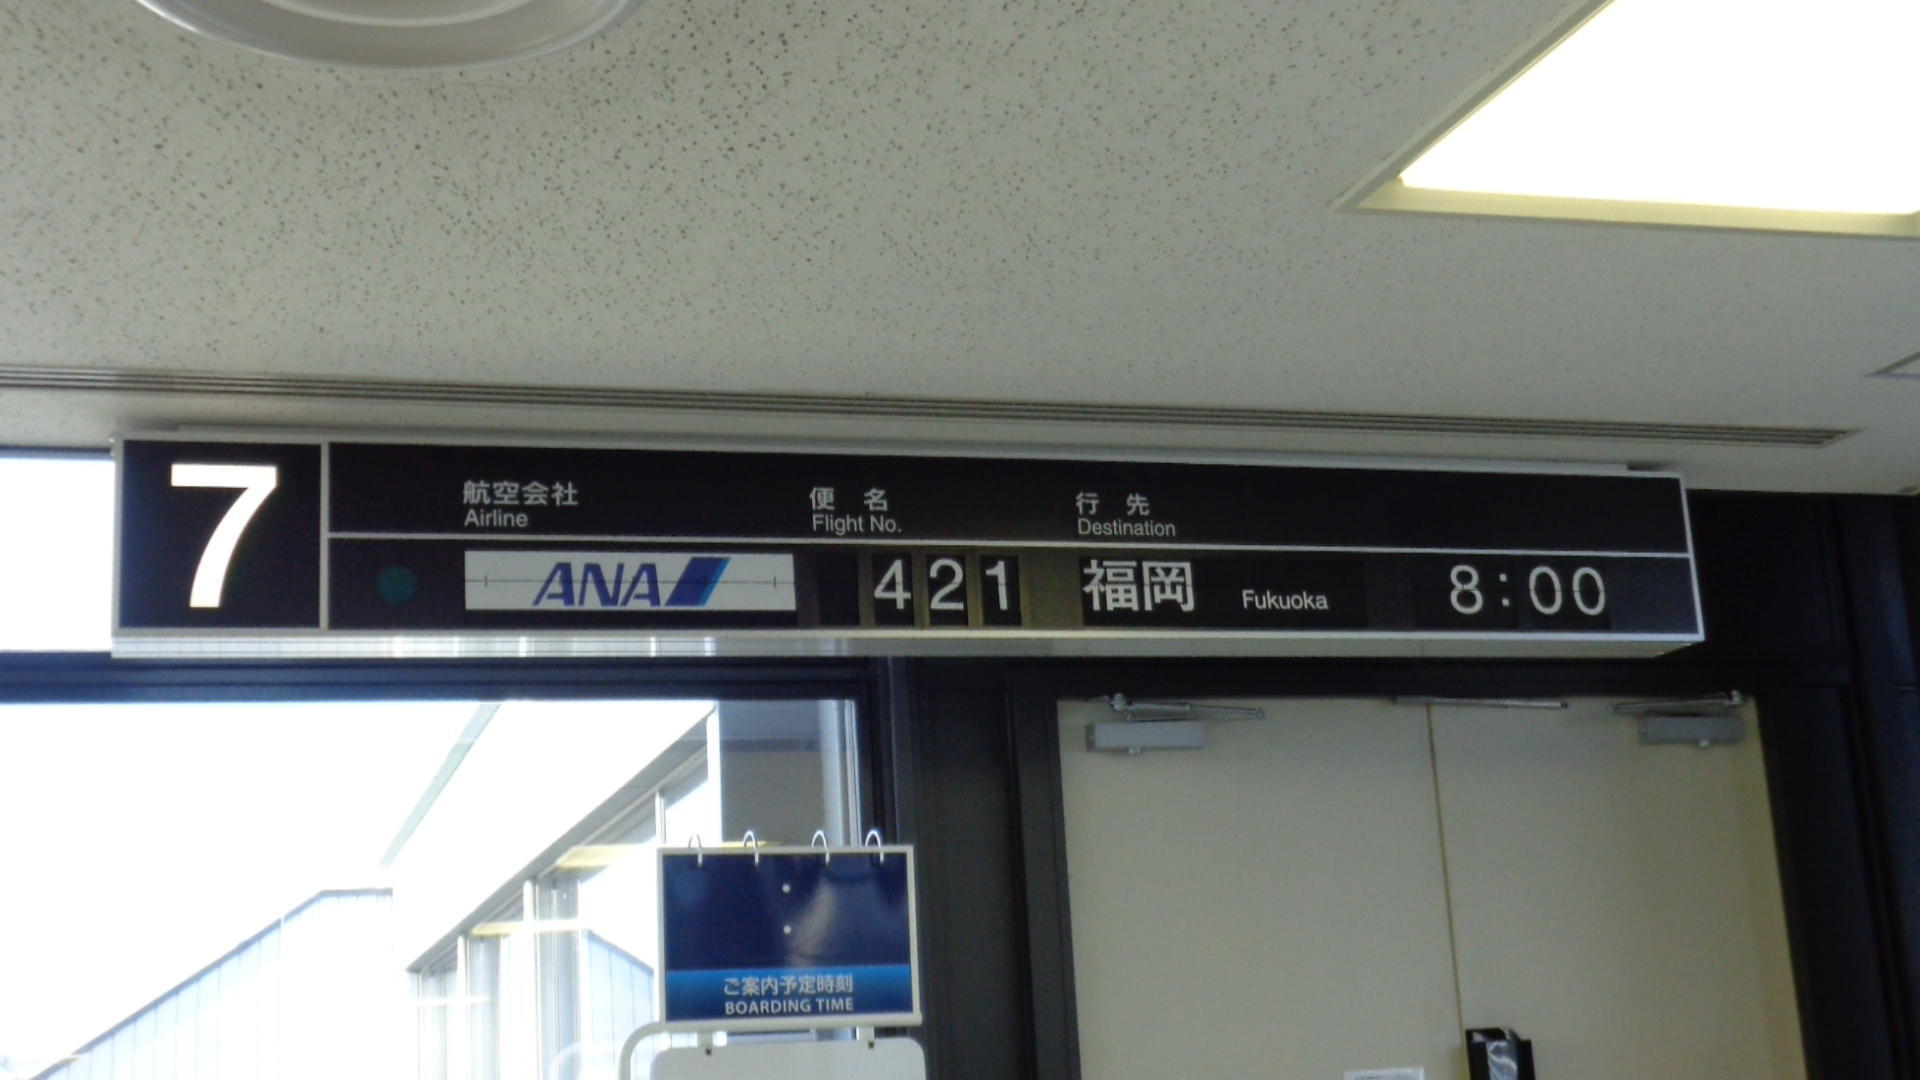 7
航空会社 便名 行先
Airline Flight No. Destination
ANA 421 福岡 Fukuoka 8:00
:
ご案内予定時刻
BOARDING TIME